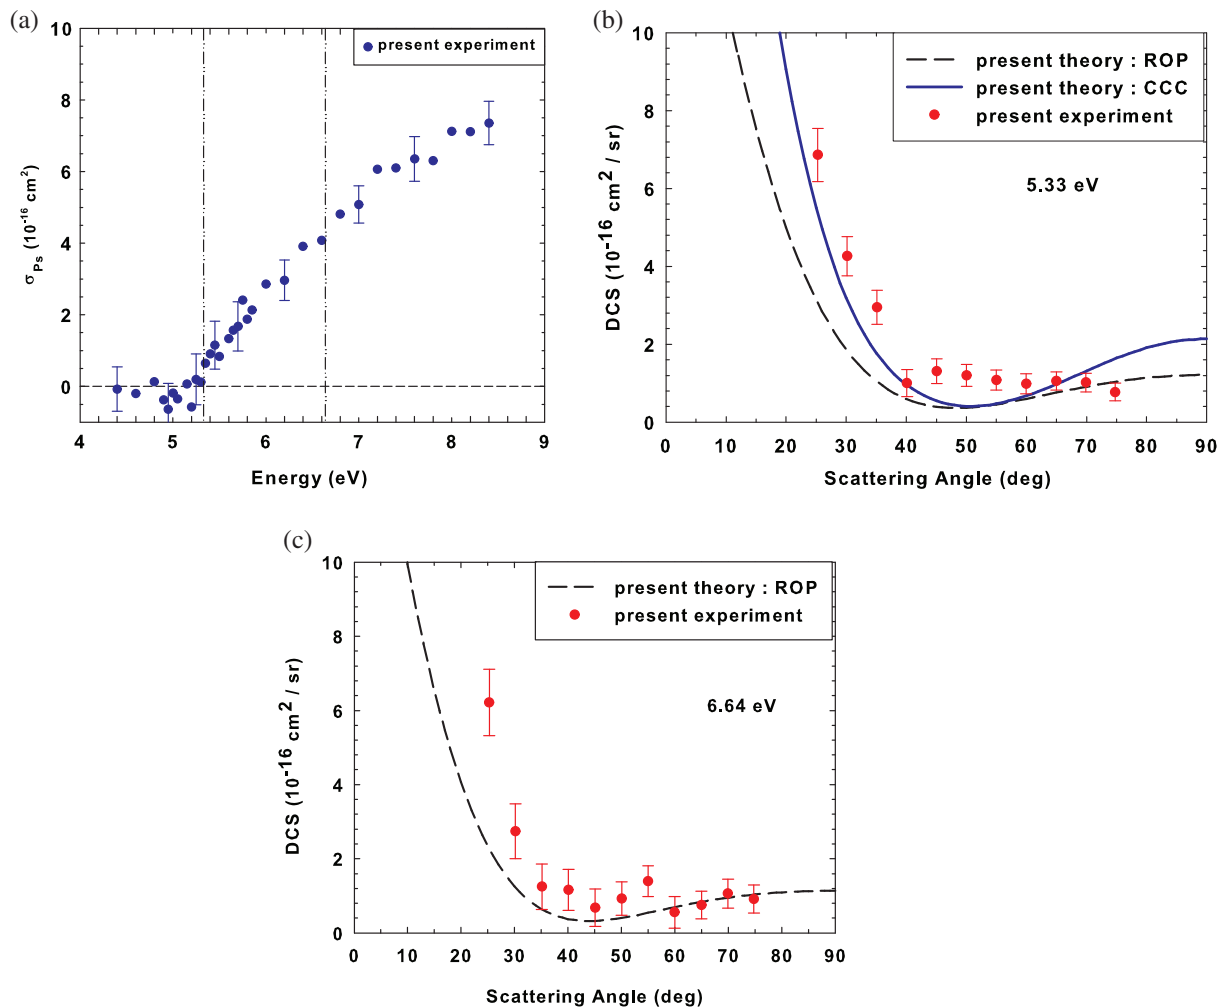 (a)
10
8
6
4
2
0
σPs (10-16 cm2)
present experiment
4 5 6 7 8 9
Energy (eV)
(b)
10
8
6
4
2
0
DCS (10-16 cm2 / sr)
present theory : ROP
present theory : CCC
present experiment
5.33 eV
0 10 20 30 40 50 60 70 80 90
Scattering Angle (deg)
(c)
10
8
6
4
2
0
DCS (10-16 cm2 / sr)
present theory : ROP
present experiment
6.64 eV
0 10 20 30 40 50 60 70 80 90
Scattering Angle (deg)